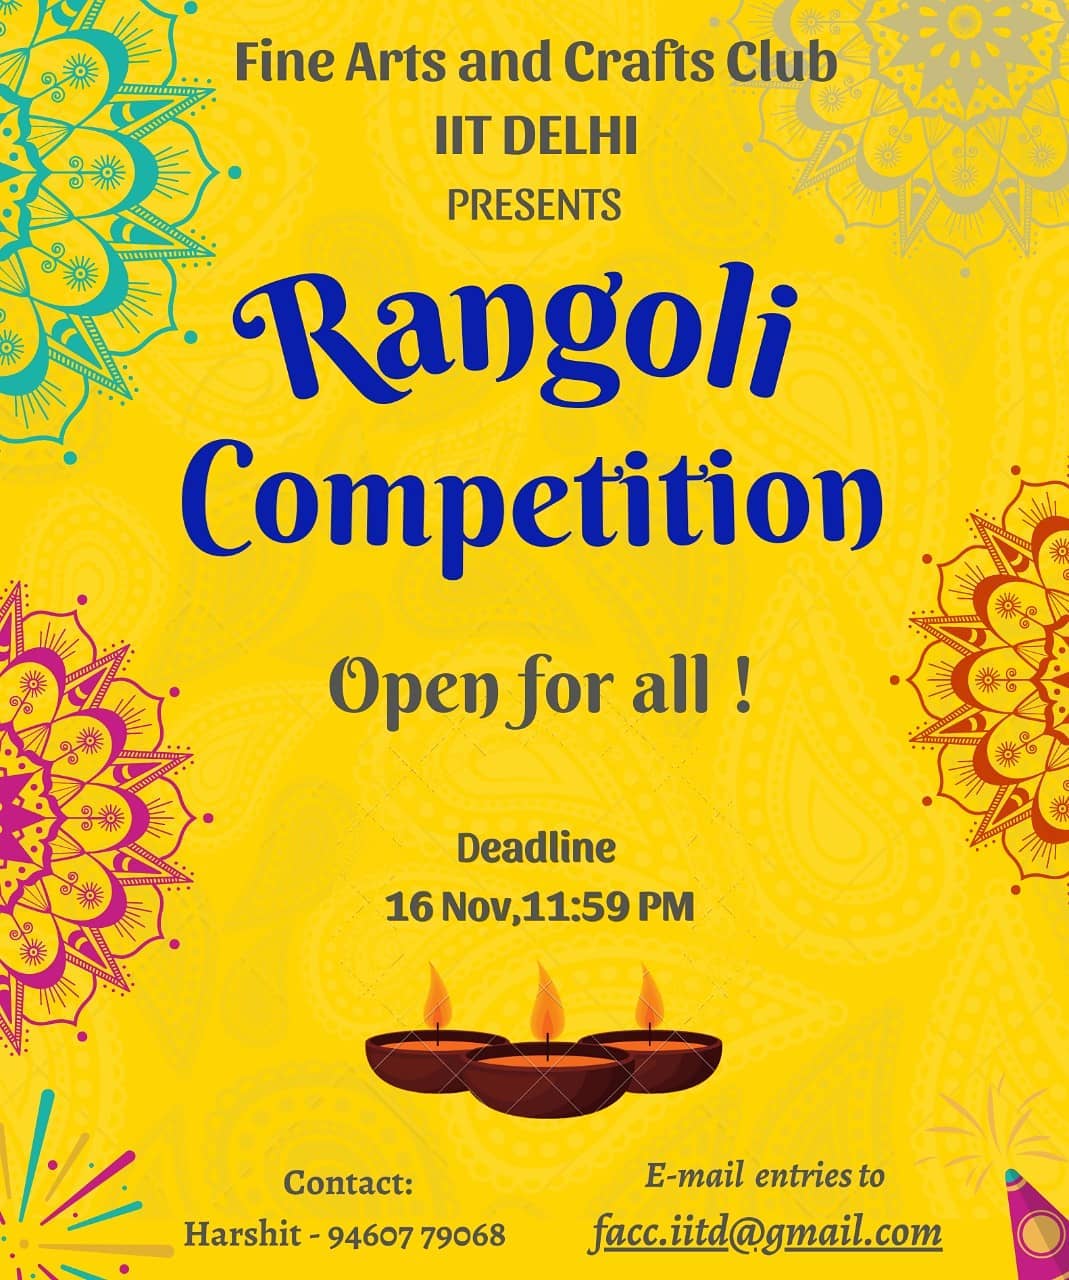 Fine Arts and Crafts Club
IIT DELHI
PRESENTS
Rangoli
Competition
Open for all !
Deadline
16 Nov,11:59 PM
Contact:
Harshit - 94607 79068
E-mail entries to
facc.iitd@gmail.com